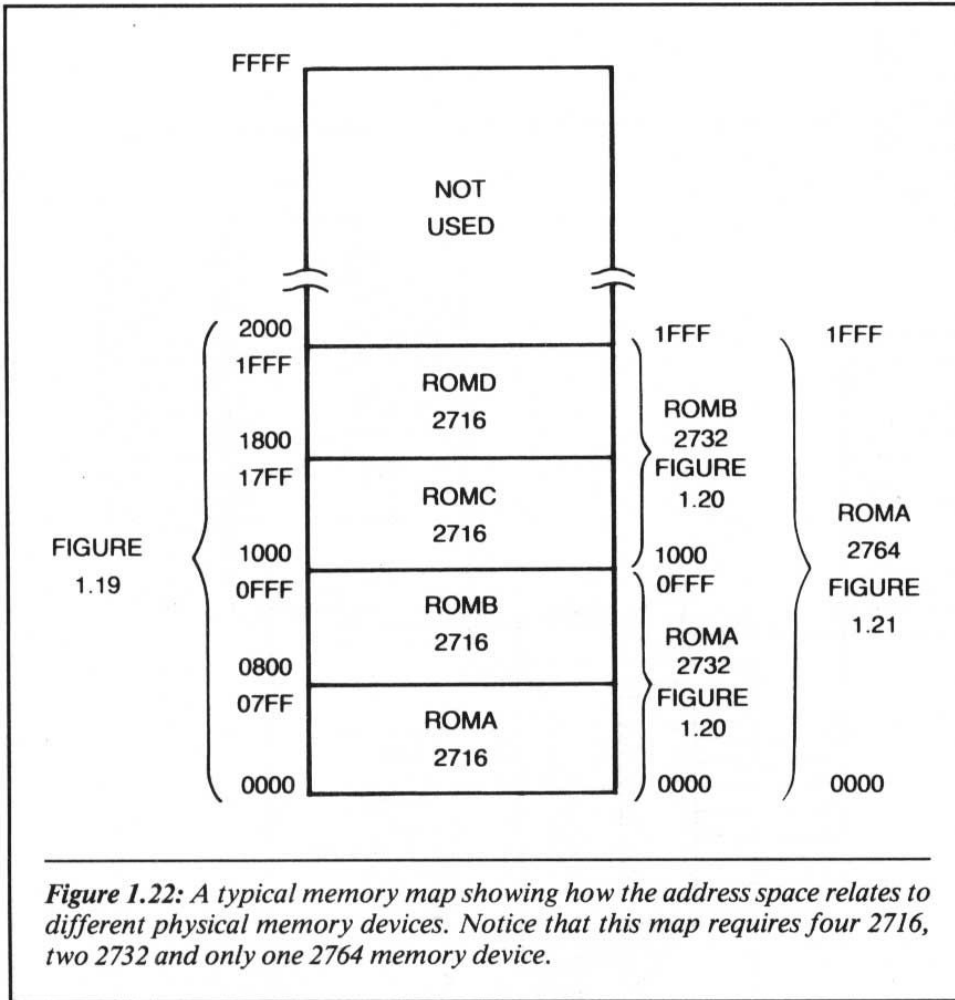 FFFF
NOT
USED
2000
1FFF
ROMD
2716
1800
17FF
ROMC
2716
1000
0FFF
ROMB
2716
0800
07FF
ROMA
2716
0000
FIGURE
1.19
1FFF
ROMB
2732
FIGURE
1.20
1000
0FFF
ROMA
2732
FIGURE
1.20
0000
1FFF
ROMA
2764
FIGURE
1.21
0000
Figure 1.22: A typical memory map showing how the address space relates to
different physical memory devices. Notice that this map requires four 2716,
two 2732 and only one 2764 memory device.